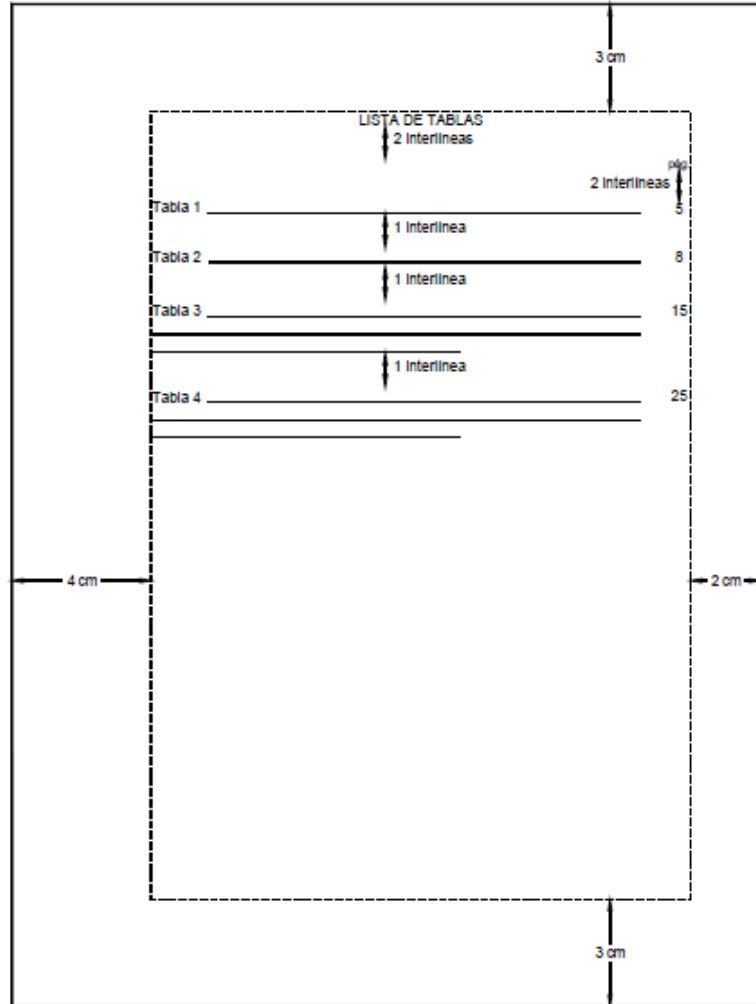 3 cm
LISTA DE TABLAS
2 Interlineas
pág
2 Interlineas
Tabla 1 5
1 Interlinea
Tabla 2 8
1 Interlinea
Tabla 3 15
1 Interlinea
Tabla 4 25
4 cm 2 cm
3 cm